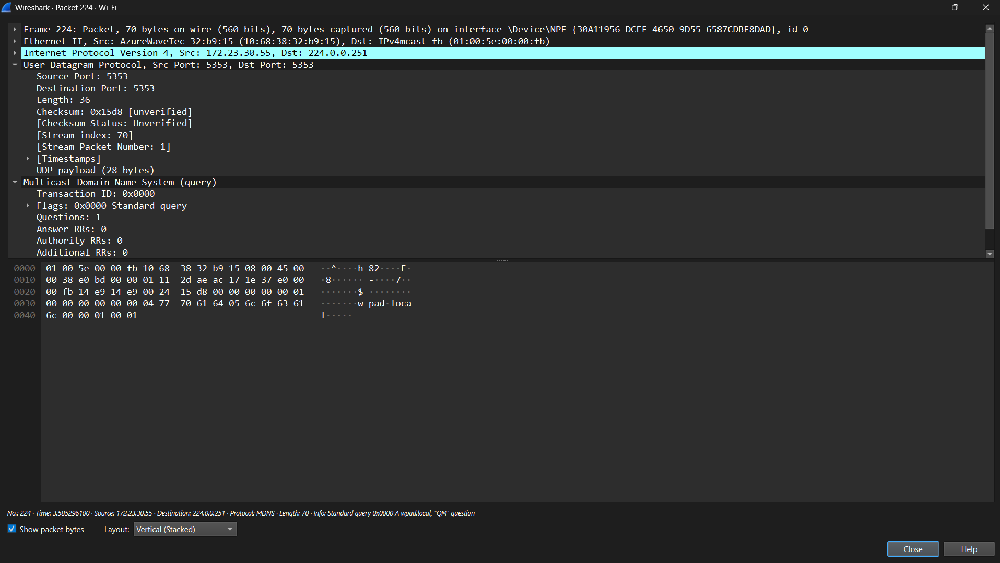 Wireshark · Packet 224 · Wi-Fi
Frame 224: Packet, 70 bytes on wire (560 bits), 70 bytes captured (560 bits) on interface \Device\NPF_{30A11956-DCEF-4650-9D55-6587CDBF8DAD}, id 0
Ethernet II, Src: AzureWaveTec_32:b9:15 (10:68:38:32:b9:15), Dst: IPv4mcast_fb (01:00:5e:00:00:fb)
Internet Protocol Version 4, Src: 172.23.30.55, Dst: 224.0.0.251
User Datagram Protocol, Src Port: 5353, Dst Port: 5353
Source Port: 5353
Destination Port: 5353
Length: 36
Checksum: 0x15d8 [unverified]
[Checksum Status: Unverified]
[Stream index: 70]
[Stream Packet Number: 1]
[Timestamps]
UDP payload (28 bytes)
Multicast Domain Name System (query)
Transaction ID: 0x0000
Flags: 0x0000 Standard query
Questions: 1
Answer RRs: 0
Authority RRs: 0
Additional RRs: 0
0000 01 00 5e 00 00 fb 10 68 38 32 b9 15 08 00 45 00 ··^····h 82····E·
0010 00 38 e0 bd 00 00 01 11 2d ae ac 17 1e 37 e0 00 ·8······ -····7··
0020 00 fb 14 e9 14 e9 00 24 15 d8 00 00 00 00 00 01 ·······$ ········
0030 00 00 00 00 00 00 04 77 70 61 64 05 6c 6f 63 61 ·······w pad·loca
0040 6c 00 00 01 00 01 l·····
No.: 224 · Time: 3.585296100 · Source: 172.23.30.55 · Destination: 224.0.0.251 · Protocol: MDNS · Length: 70 · Info: Standard query 0x0000 A wpad.local, "QM" question
Show packet bytes Layout: Vertical (Stacked)
Close Help